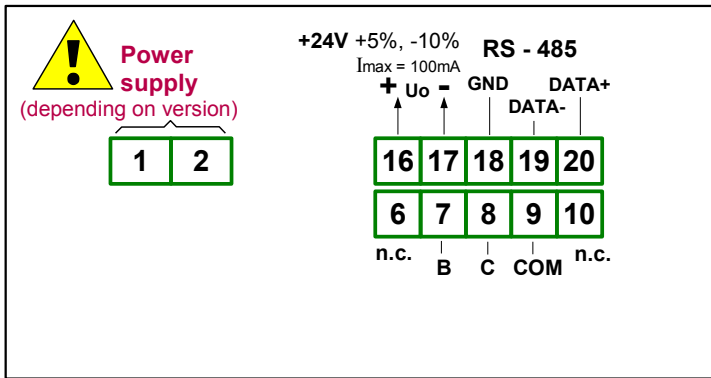 !
Power
supply
(depending on version)
1 2
+24V +5%, -10%
Imax = 100mA
+ Uo -
RS - 485
GND DATA+
DATA-
16 17 18 19 20
6 7 8 9 10
n.c. B C COM n.c.